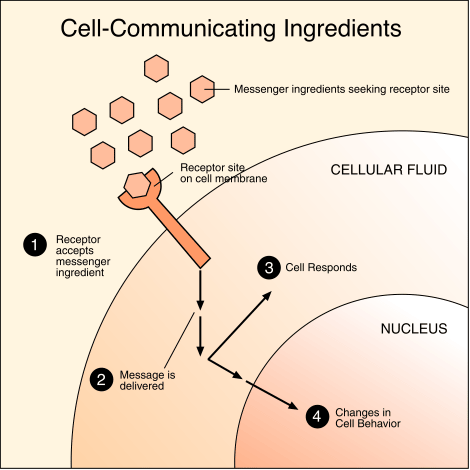 Cell-Communicating Ingredients
Messenger ingredients seeking receptor site
Receptor site
on cell membrane
CELLULAR FLUID
1
Receptor
accepts
messenger
ingredient
3
Cell Responds
NUCLEUS
2
Message is
delivered
4
Changes in
Cell Behavior